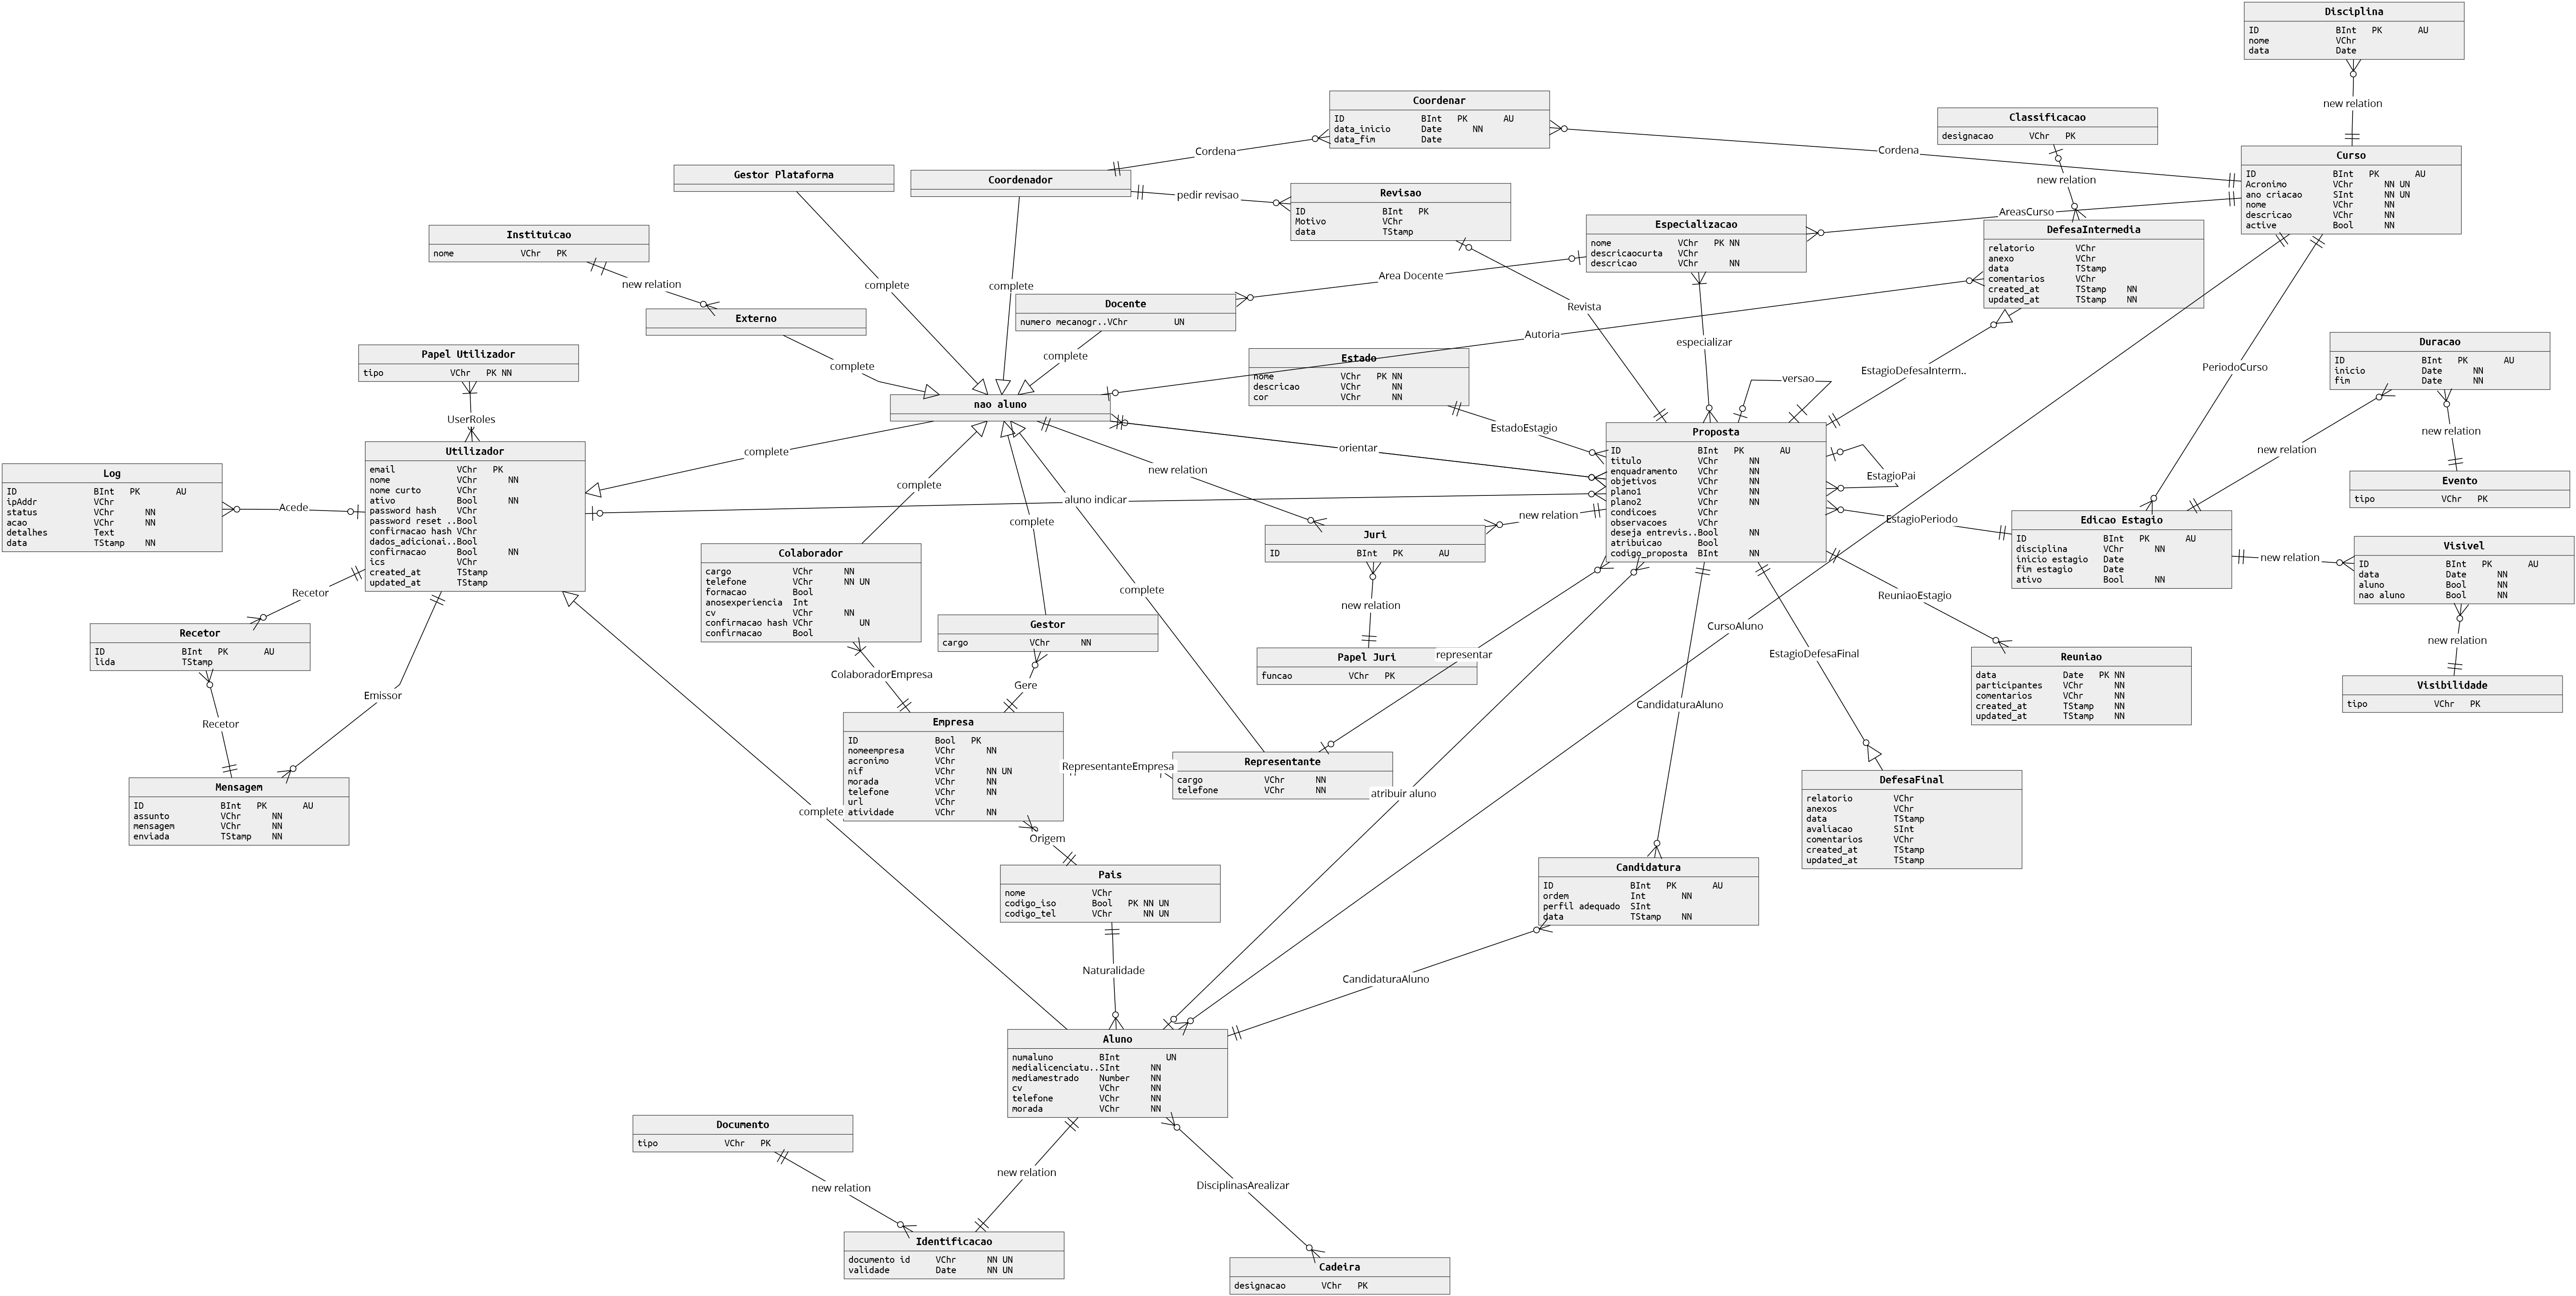 Disciplina
ID BInt PK AU
nome VChr
data Date
new relation
Coordenar
ID BInt PK AU
data_inicio Date NN
data_fim Date
Classificacao
designacao VChr PK
new relation
Cordena
Cordena
Curso
ID BInt PK AU
Acronimo VChr NN UN
ano criacao SInt NN UN
nome VChr NN
descricao VChr NN
active Bool NN
Gestor Plataforma
Coordenador
pedir revisao
Revisao
ID BInt PK
Motivo VChr
data TStamp
AreasCurso
Especializacao
nome VChr PK NN
descricaocurta VChr
descricao VChr NN
DefesaIntermedia
relatorio VChr
anexo VChr
data TStamp
comentarios VChr
created_at TStamp NN
updated_at TStamp NN
Instituicao
nome VChr PK
new relation
complete
complete
Area Docente
Docente
numero mecanogr..VChr UN
Externo
Revista
Autoria
especializar
complete
complete
Estado
nome VChr PK NN
descricao VChr NN
cor VChr NN
versao
EstagioDefesaInterm..
PeriodoCurso
Duracao
ID BInt PK AU
inicio Date NN
fim Date NN
Papel Utilizador
tipo VChr PK NN
UserRoles
nao aluno
EstadoEstagio
orientar
complete
new relation
complete
new relation
new relation
Utilizador
email VChr PK
nome VChr NN
nome curto VChr
ativo Bool NN
password hash VChr
password reset ..Bool
confirmacao hash VChr
dados_adicionai..Bool
confirmacao Bool NN
ics VChr
created_at TStamp
updated_at TStamp
Log
ID BInt PK AU
ipAddr VChr
status VChr NN
acao VChr NN
detalhes Text
data TStamp NN
Acede
Proposta
ID BInt PK AU
titulo VChr NN
enquadramento VChr NN
objetivos VChr NN
plano1 VChr NN
plano2 VChr NN
condicoes VChr
observacoes VChr
deseja entrevis..Bool NN
atribuicao Bool
codigo_proposta BInt NN
EstagioPai
Evento
tipo VChr PK
aluno indicar
new relation
complete
Juri
ID BInt PK AU
EstagioPeriodo
Edicao Estagio
ID BInt PK AU
disciplina VChr NN
inicio estagio Date
fim estagio Date
ativo Bool NN
new relation
Visivel
ID BInt PK AU
data Date NN
aluno Bool NN
nao aluno Bool NN
Colaborador
cargo VChr NN
telefone VChr NN UN
formacao Bool
anosexperiencia Int
cv VChr NN
confirmacao hash VChr UN
confirmacao Bool
complete
new relation
ReuniaoEstagio
new relation
Recetor
Recetor
ID BInt PK AU
lida TStamp
Gestor
cargo VChr NN
CursoAluno
Papel Juri
funcao VChr PK
representar
EstagioDefesaFinal
Reuniao
data Date PK NN
participantes VChr NN
comentarios VChr NN
created_at TStamp NN
updated_at TStamp NN
Visibilidade
tipo VChr PK
ColaboradorEmpresa
Gere
Emissor
Recetor
CandidaturaAluno
Empresa
ID Bool PK
nomeempresa VChr NN
acronimo VChr
nif VChr NN UN
morada VChr NN
telefone VChr NN
url VChr
atividade VChr NN
RepresentanteEmpresa
Representante
cargo VChr NN
telefone VChr NN
atribuir aluno
Mensagem
ID BInt PK AU
assunto VChr NN
mensagem VChr NN
enviada TStamp NN
complete
DefesaFinal
relatorio VChr
anexos VChr
data TStamp
avaliacao SInt
comentarios VChr
created_at TStamp
updated_at TStamp
Origem
Pais
nome VChr
codigo_iso Bool PK NN UN
codigo_tel VChr NN UN
Candidatura
ID BInt PK AU
ordem Int NN
perfil adequado SInt
data TStamp NN
Naturalidade
CandidaturaAluno
Aluno
numaluno BInt UN
medialicenciatu..SInt NN
mediamestrado Number NN
cv VChr NN
telefone VChr NN
morada VChr NN
Documento
tipo VChr PK
new relation
new relation
DisciplinasArealizar
Identificacao
documento id VChr NN UN
validade Date NN UN
Cadeira
designacao VChr PK